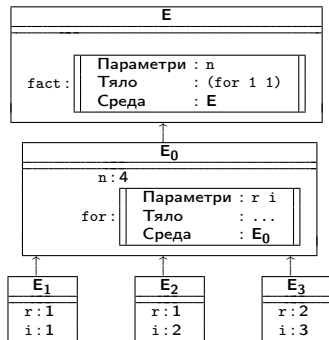 E
Параметри : n
fact : Тяло : (for 1 1)
Среда : E
E0
n : 4
Параметри : r i
for : Тяло : ...
Среда : E0
E1 E2 E3
r : 1 r : 1 r : 2
i : 1 i : 2 i : 3